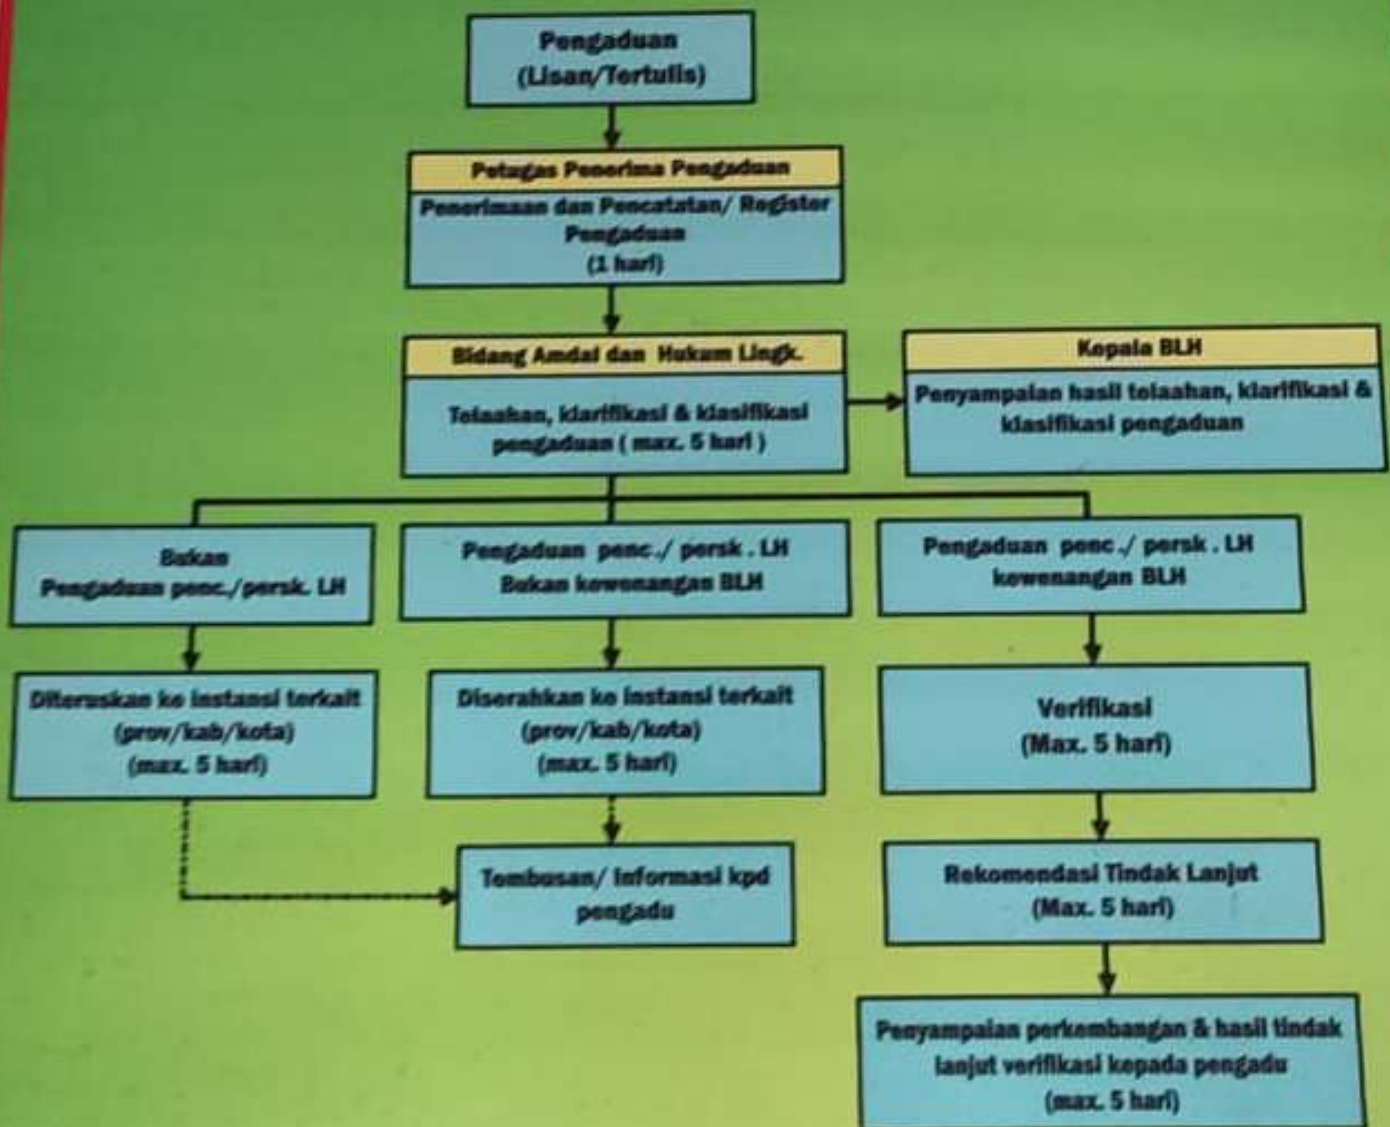 Pengaduan
(Lisan/Tertulis)
Petugas Penerima Pengaduan
Penerimaan dan Pencatatan/ Register
Pengaduan
(1 hari)
Bidang Amdal dan Hukum Lingk.
Telaahan, klarifikasi & klasifikasi
pengaduan ( max. 5 hari )
Kepala BLH
Penyampaian hasil telaahan, klarifikasi &
klasifikasi pengaduan
Bukan
Pengaduan penc./persk. LH
Pengaduan penc./ persk . LH
Bukan kewenangan BLH
Pengaduan penc./ persk . LH
kewenangan BLH
Diteruskan ke instansi terkait
(prov/kab/kota)
(max. 5 hari)
Diserahkan ke instansi terkait
(prov/kab/kota)
(max. 5 hari)
Verifikasi
(Max. 5 hari)
Tembusan/ Informasi kpd
pengadu
Rekomendasi Tindak Lanjut
(Max. 5 hari)
Penyampaian perkembangan & hasil tindak
lanjut verifikasi kepada pengadu
(max. 5 hari)